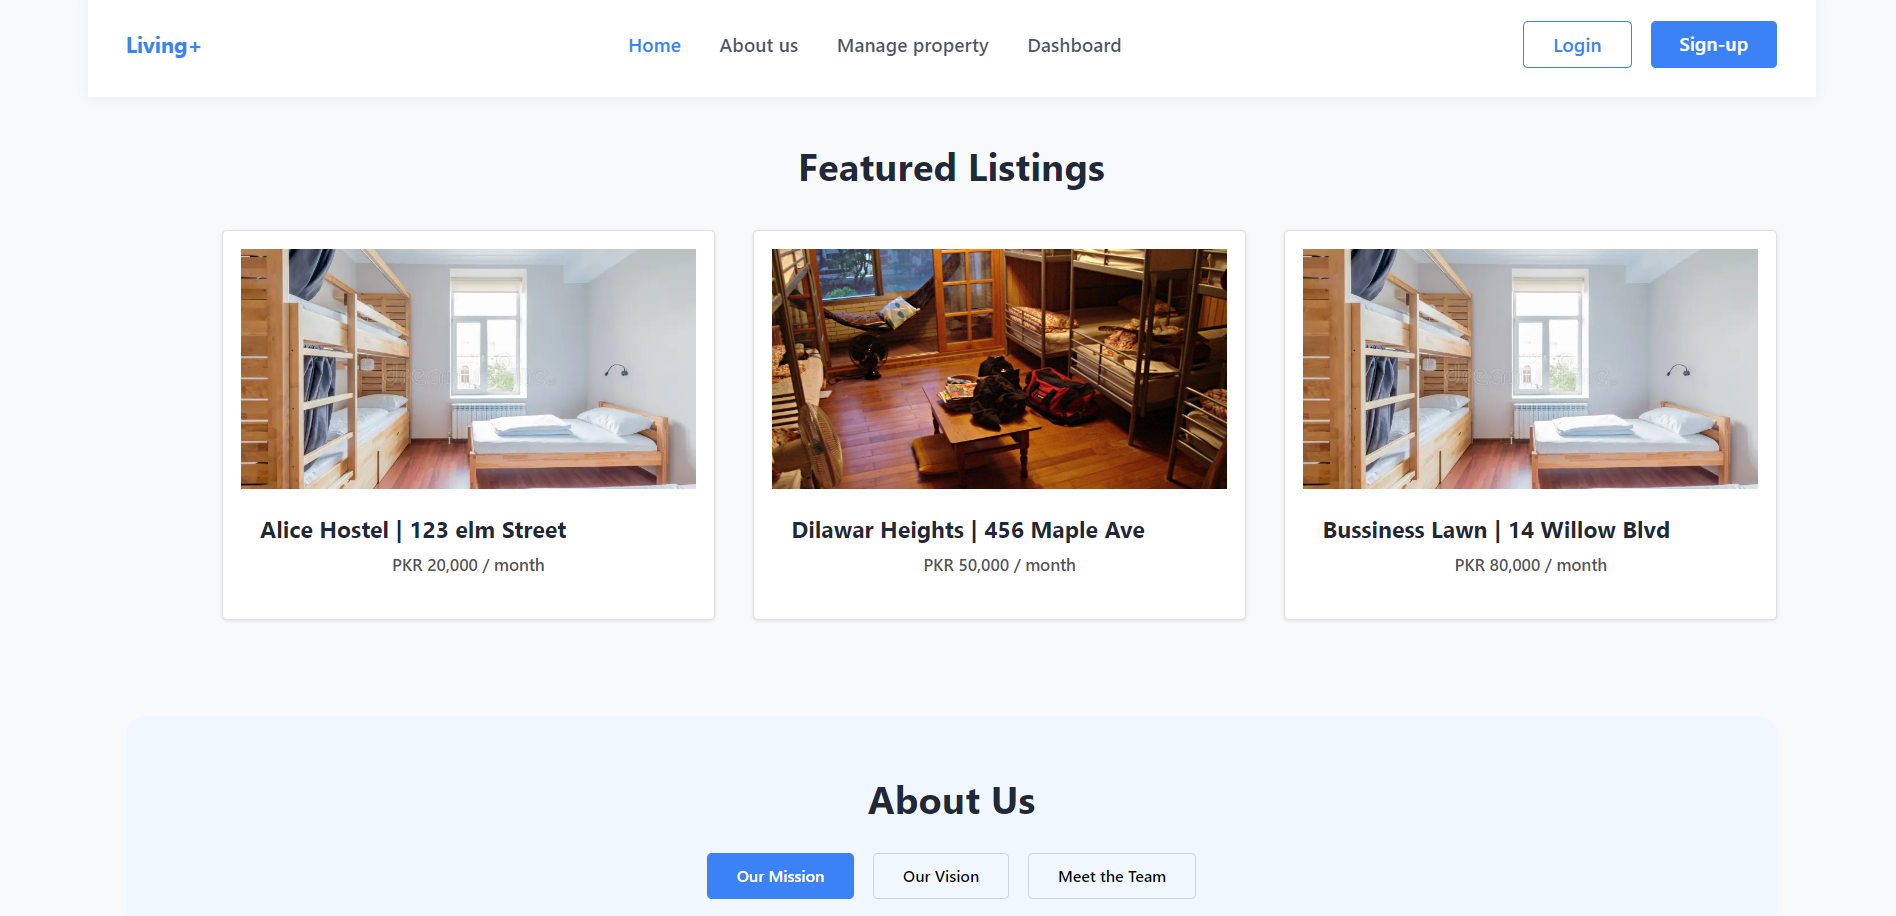 Living+
Home About us Manage property Dashboard
Login Sign-up
Featured Listings
Alice Hostel | 123 elm Street
PKR 20,000 / month
Dilawar Heights | 456 Maple Ave
PKR 50,000 / month
Bussiness Lawn | 14 Willow Blvd
PKR 80,000 / month
About Us
Our Mission Our Vision Meet the Team